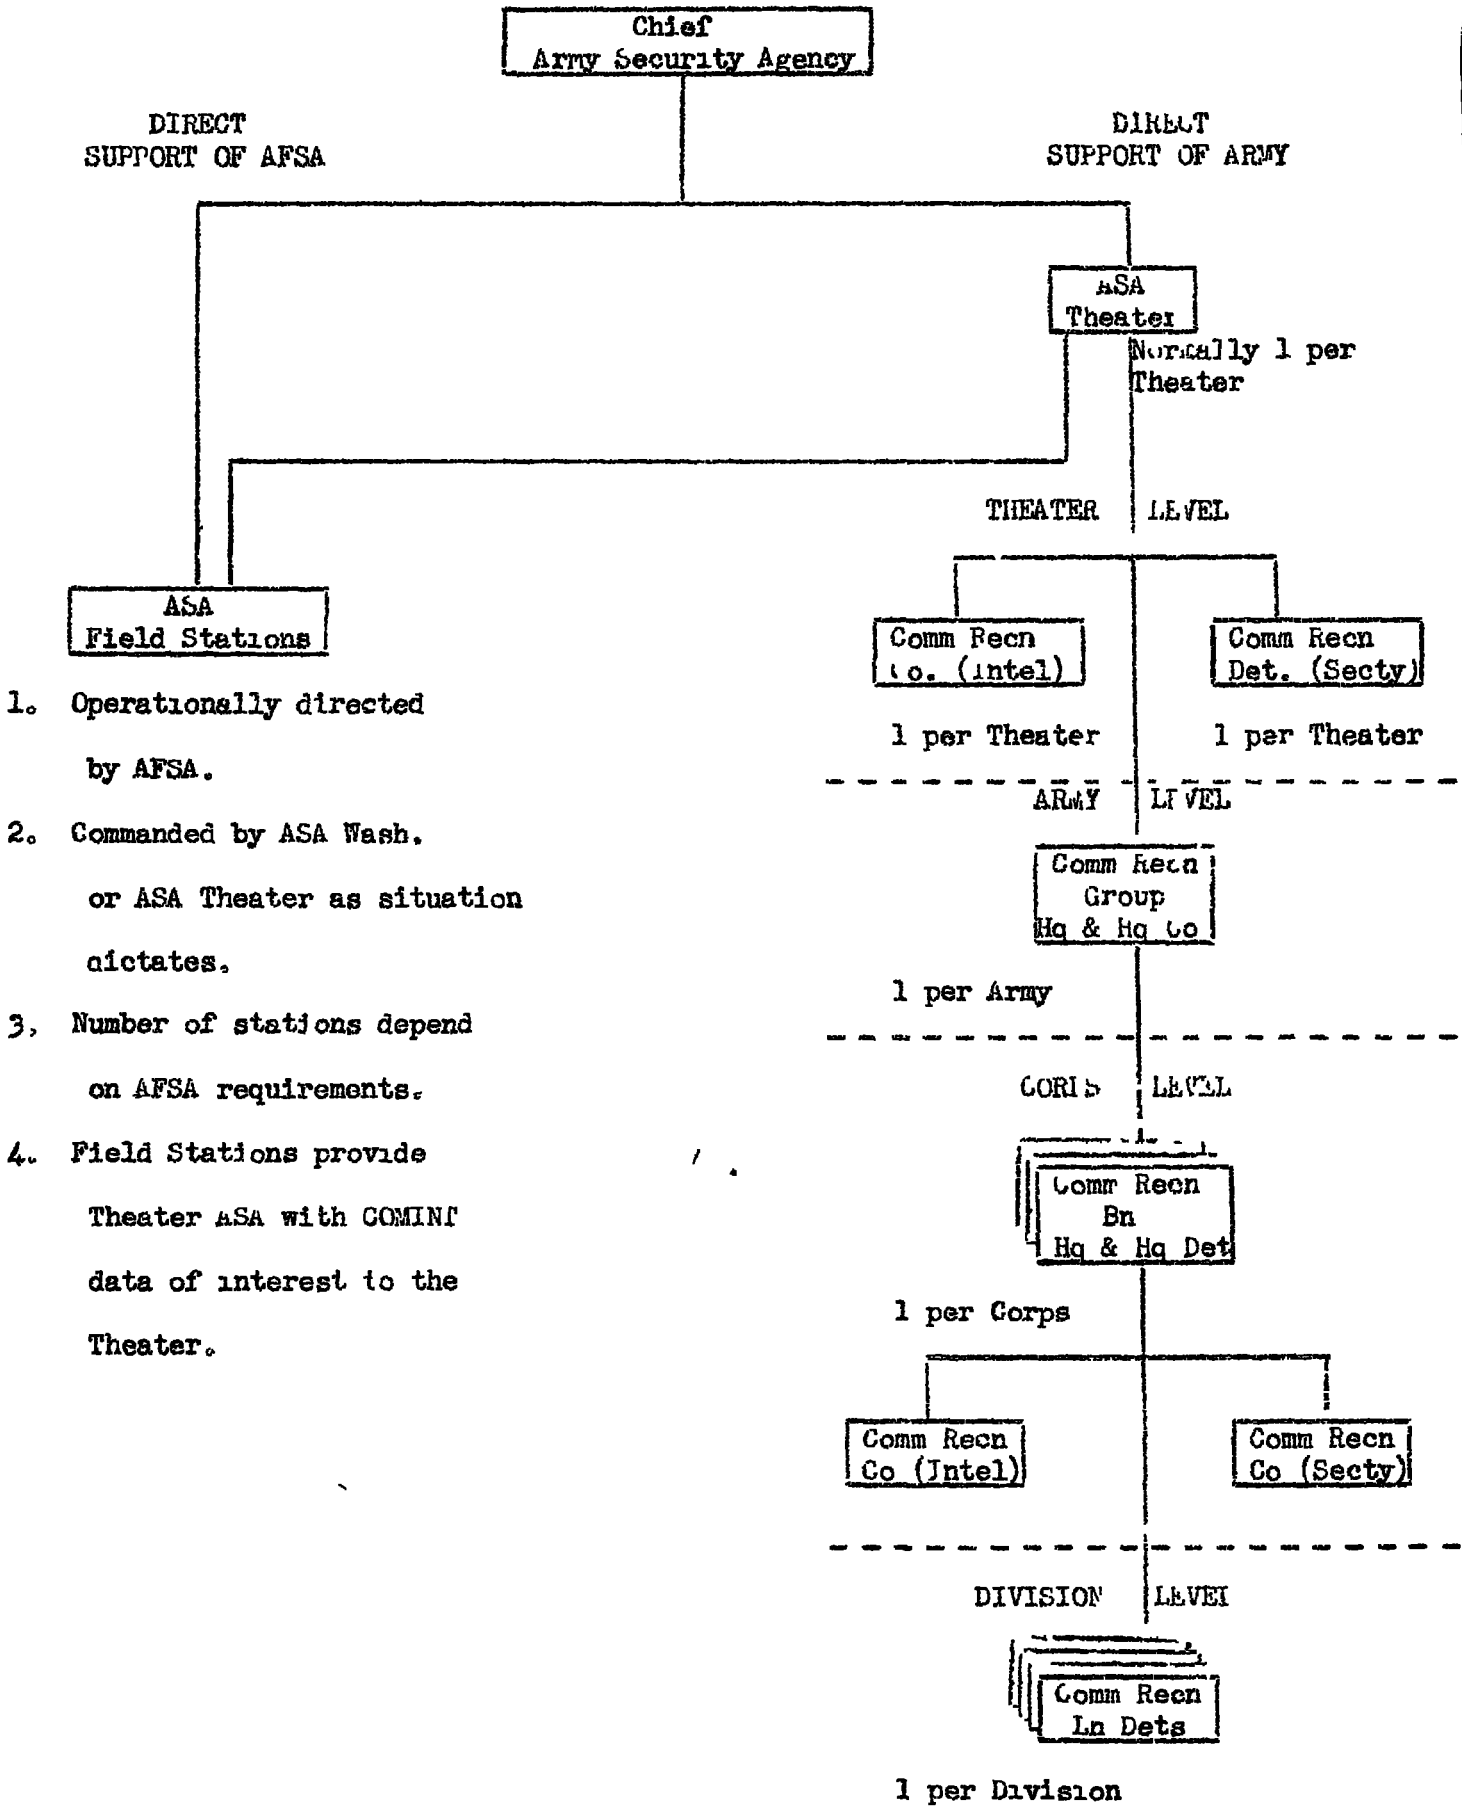 Chief
Army Security Agency
DIRECT
SUPPORT OF AFSA
DIRECT
SUPPORT OF ARMY
ASA
Theater
Normally 1 per
Theater
THEATER LEVEL
ASA
Field Stations
1. Operationally directed
by AFSA.
2. Commanded by ASA Wash.
or ASA Theater as situation
dictates.
3. Number of stations depend
on AFSA requirements.
4. Field Stations provide
Theater ASA with COMINT
data of interest to the
Theater.
Comm Recn
Co. (Intel)
1 per Theater
Comm Recn
Det. (Secty)
1 per Theater
ARMY LEVEL
Comm Recn
Group
Hq & Hq Co
1 per Army
CORPS LEVEL
Comm Recn
Bn
Hq & Hq Det
1 per Corps
Comm Recn
Co (Intel)
Comm Recn
Co (Secty)
DIVISION LEVEL
Comm Recn
Ln Dets
1 per Division